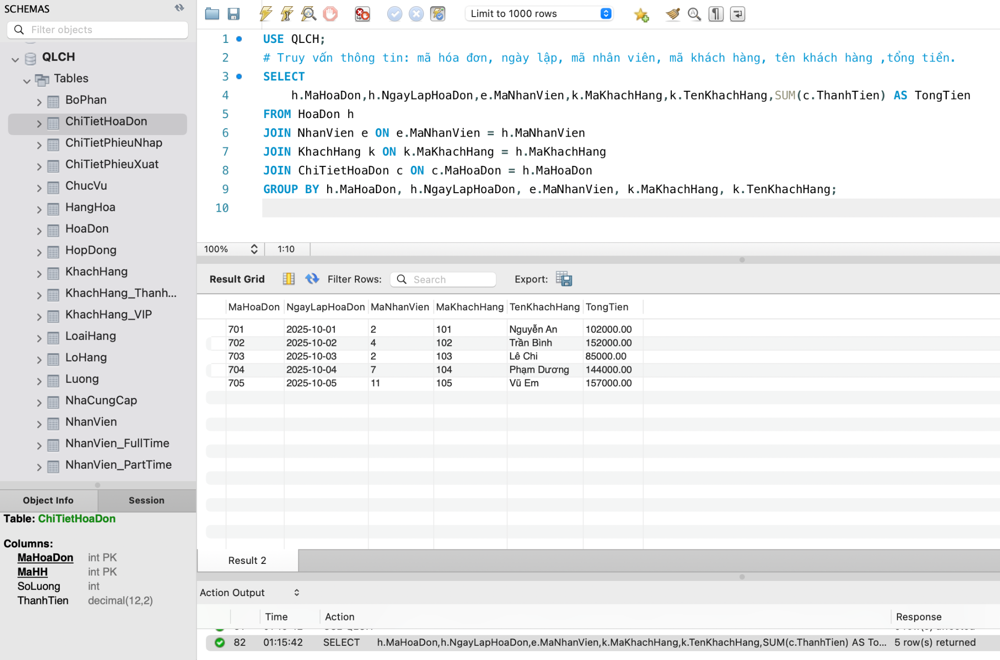 SCHEMAS
Filter objects
QLCH
Tables
BoPhan
ChiTietHoaDon
ChiTietPhieuNhap
ChiTietPhieuXuat
ChucVu
HangHoa
HoaDon
HopDong
KhachHang
KhachHang_Thanh...
KhachHang_VIP
LoaiHang
LoHang
Luong
NhaCungCap
NhanVien
NhanVien_FullTime
NhanVien_PartTime
Object Info Session
Table: ChiTietHoaDon
Columns:
MaHoaDon int PK
MaHH int PK
SoLuong int
ThanhTien decimal(12,2)
Limit to 1000 rows
1 USE QLCH;
2 # Truy vấn thông tin: mã hóa đơn, ngày lập, mã nhân viên, mã khách hàng, tên khách hàng ,tổng tiền.
3 SELECT
4 h.MaHoaDon,h.NgayLapHoaDon,e.MaNhanVien,k.MaKhachHang,k.TenKhachHang,SUM(c.ThanhTien) AS TongTien
5 FROM HoaDon h
6 JOIN NhanVien e ON e.MaNhanVien = h.MaNhanVien
7 JOIN KhachHang k ON k.MaKhachHang = h.MaKhachHang
8 JOIN ChiTietHoaDon c ON c.MaHoaDon = h.MaHoaDon
9 GROUP BY h.MaHoaDon, h.NgayLapHoaDon, e.MaNhanVien, k.MaKhachHang, k.TenKhachHang;
10
100% 1:10
Result Grid Filter Rows: Search Export:
MaHoaDon NgayLapHoaDon MaNhanVien MaKhachHang TenKhachHang TongTien
701 2025-10-01 2 101 Nguyễn An 102000.00
702 2025-10-02 4 102 Trần Bình 152000.00
703 2025-10-03 2 103 Lê Chi 85000.00
704 2025-10-04 7 104 Phạm Dương 144000.00
705 2025-10-05 11 105 Vũ Em 157000.00
Result 2
Action Output
Time Action Response
82 01:15:42 SELECT h.MaHoaDon,h.NgayLapHoaDon,e.MaNhanVien,k.MaKhachHang,k.TenKhachHang,SUM(c.ThanhTien) AS To... 5 row(s) returned